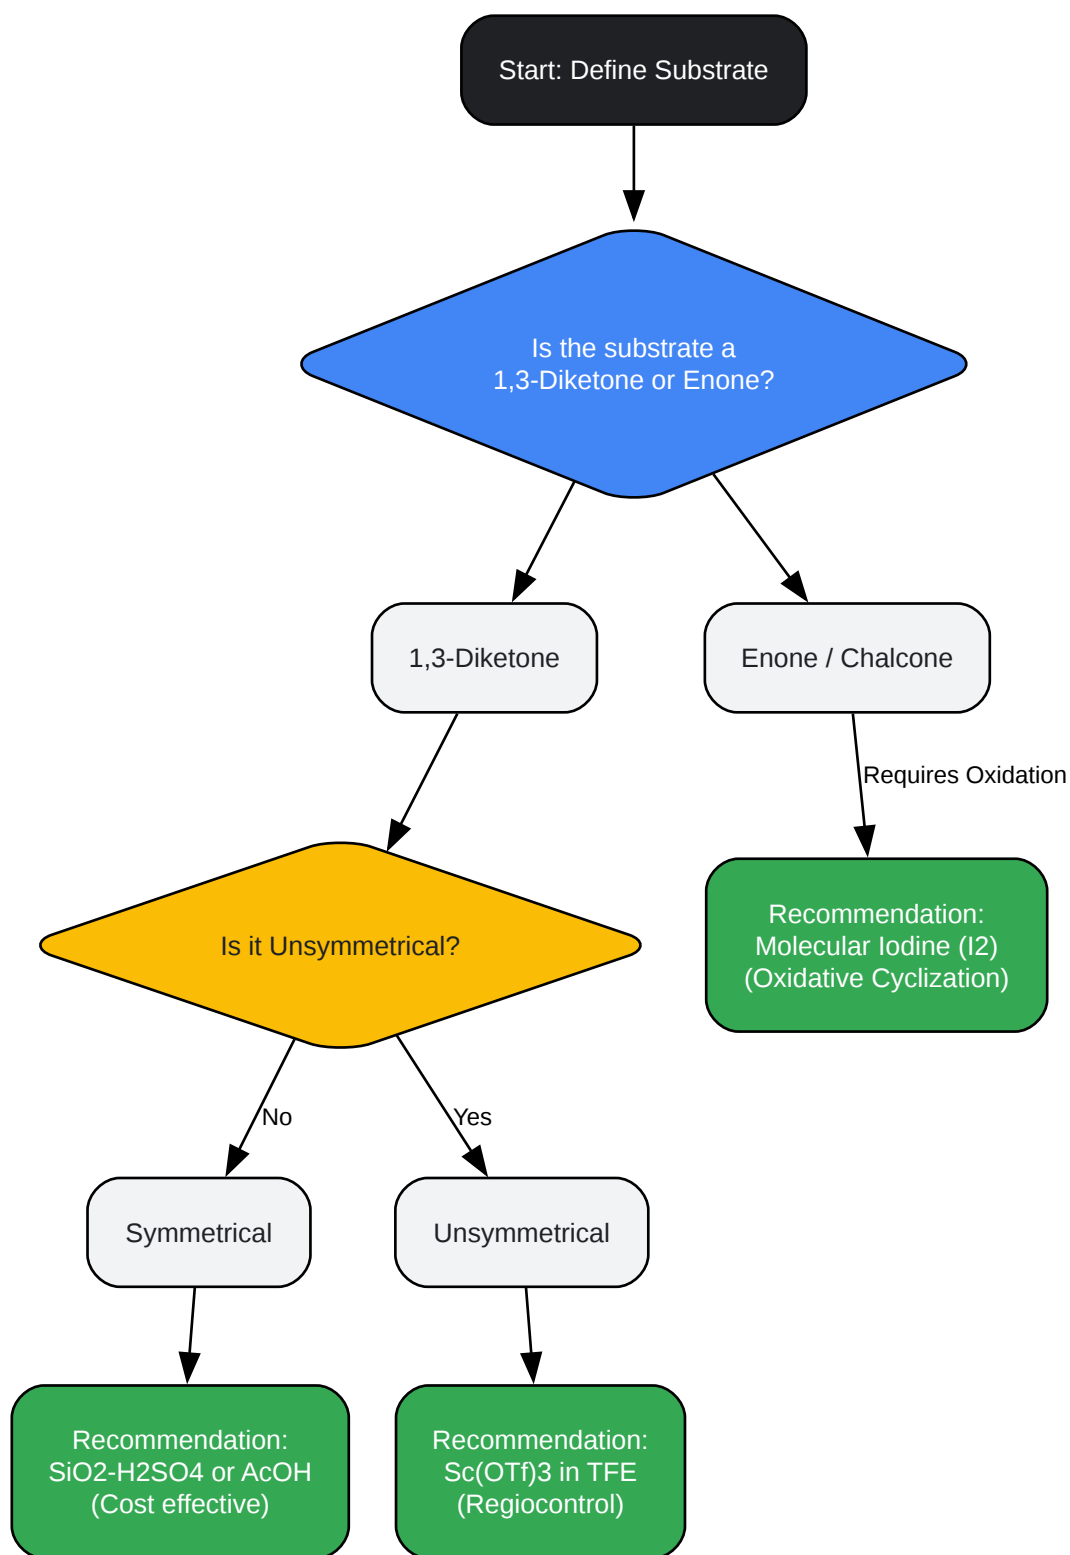 Start: Define Substrate
Is the substrate a
1,3-Diketone or Enone?
1,3-Diketone
Enone / Chalcone
Requires Oxidation
Is it Unsymmetrical?
Recommendation:
Molecular Iodine (I2)
(Oxidative Cyclization)
No
Yes
Symmetrical
Unsymmetrical
Recommendation:
SiO2-H2SO4 or AcOH
(Cost effective)
Recommendation:
Sc(OTf)3 in TFE
(Regiocontrol)